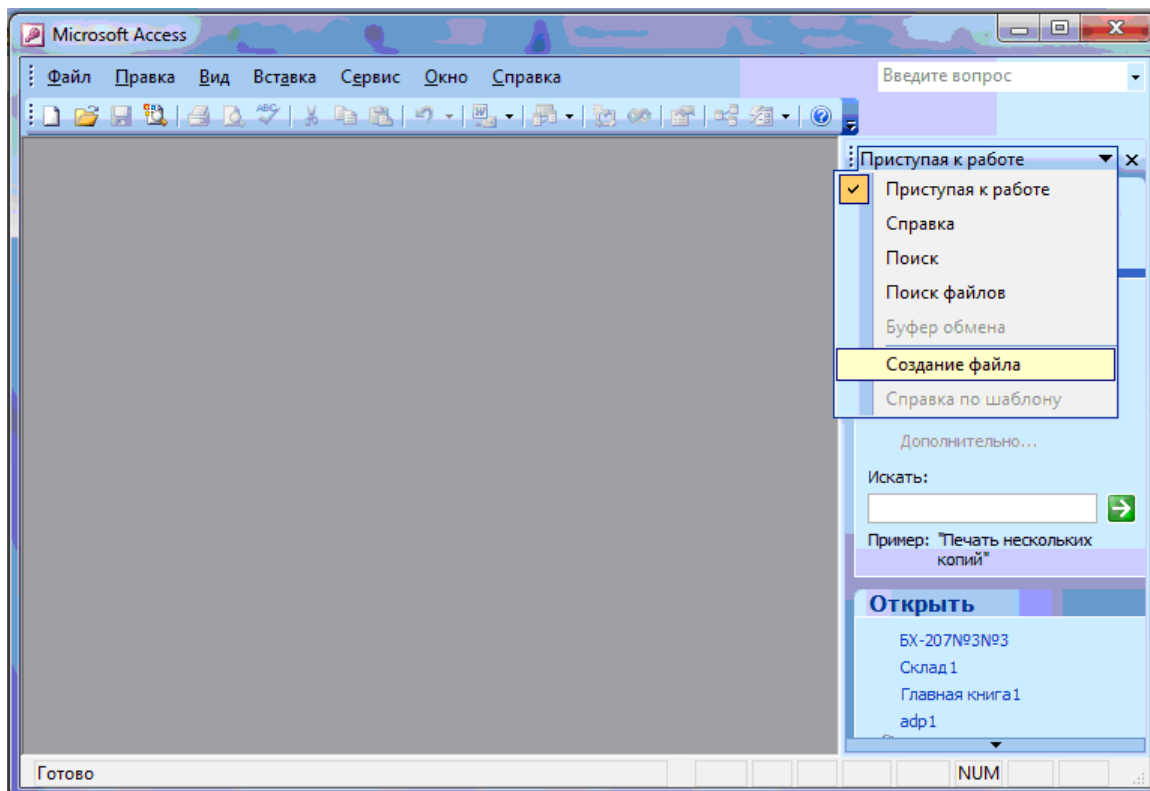 Microsoft Access
Файл Правка Вид Вставка Сервис Окно Справка
Введите вопрос
Приступая к работе
Приступая к работе
Справка
Поиск
Поиск файлов
Буфер обмена
Создание файла
Справка по шаблону
Дополнительно...
Искать:
Пример: "Печать нескольких
копий"
Открыть
БХ-207№3№3
Склад1
Главная книга1
adp1
Готово
NUM